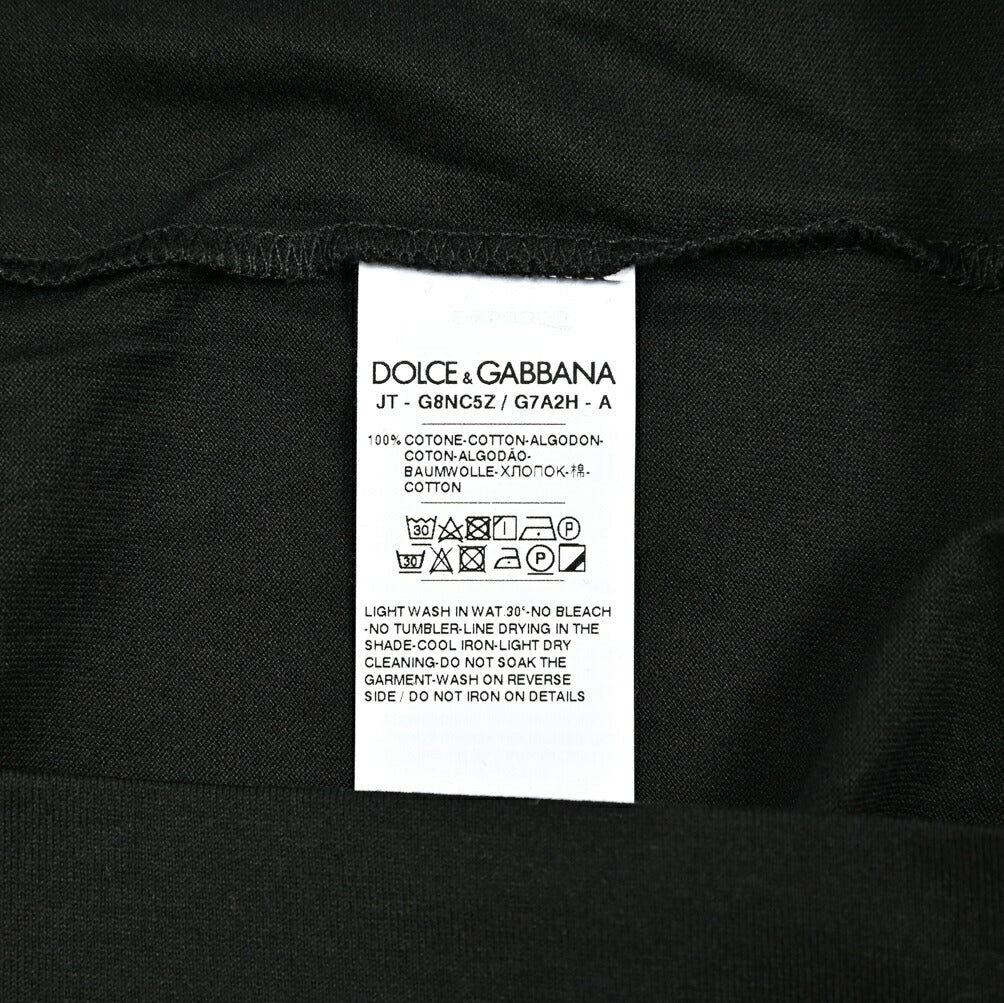 DOLCE & GABBANA
JT - G8NC5Z / G7A2H - A
100% COTONE-COTTON-ALGODON-
COTON-ALGODÃO-
BAUMWOLLE-ХЛОПОК-棉-
COTTON
30 P
30 P
LIGHT WASH IN WAT.30°-NO BLEACH
-NO TUMBLER-LINE DRYING IN THE
SHADE-COOL IRON-LIGHT DRY
CLEANING-DO NOT SOAK THE
GARMENT-WASH ON REVERSE
SIDE / DO NOT IRON ON DETAILS